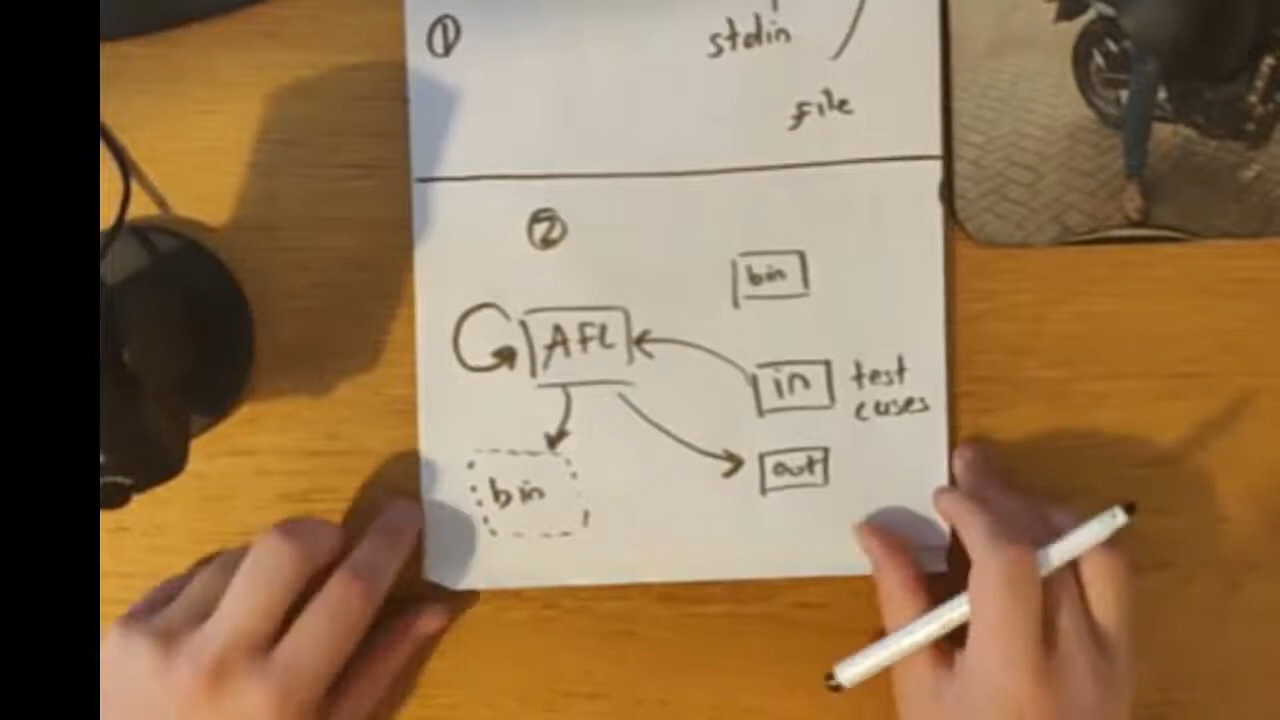 ①
stdin
file
②
bin
AFL
in
test
cases
out
bin